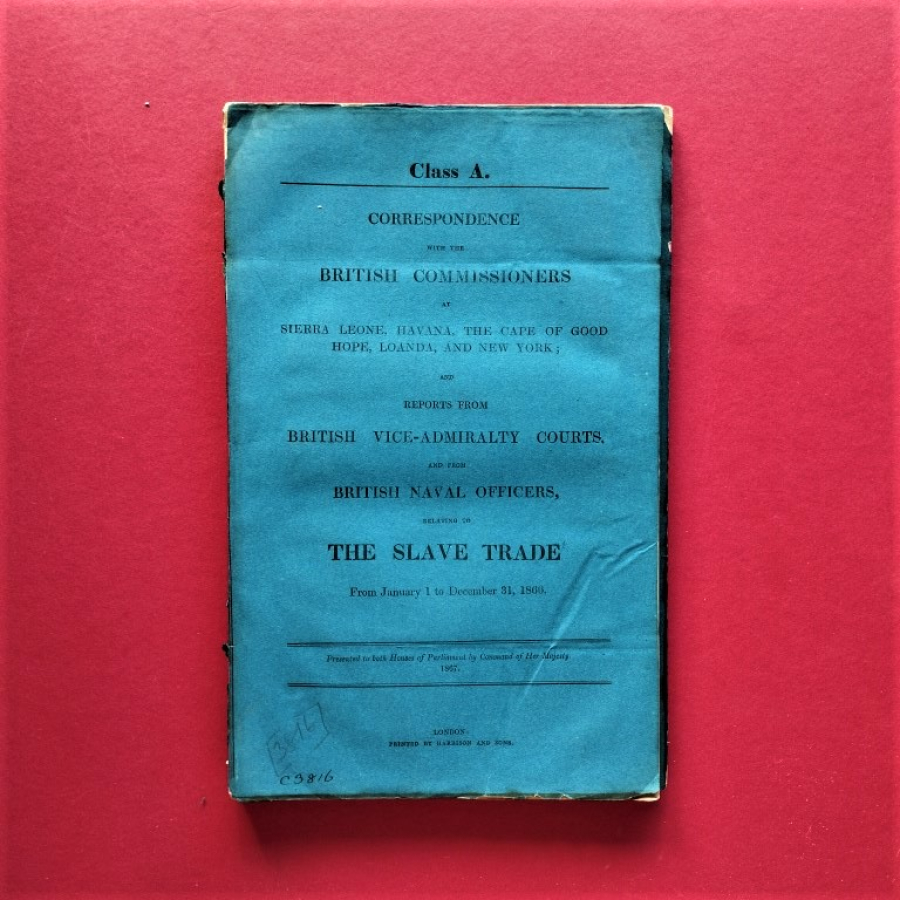 Class A.
CORRESPONDENCE
WITH THE
BRITISH COMMISSIONERS
AT
SIERRA LEONE, HAVANA, THE CAPE OF GOOD
HOPE, LOANDA, AND NEW YORK;
AND
REPORTS FROM
BRITISH VICE-ADMIRALTY COURTS,
AND FROM
BRITISH NAVAL OFFICERS,
RELATING TO
THE SLAVE TRADE
From January 1 to December 31, 1866.
Presented to both Houses of Parliament by Command of Her Majesty
1867.
LONDON:
PRINTED BY HARRISON AND SONS.
C3816